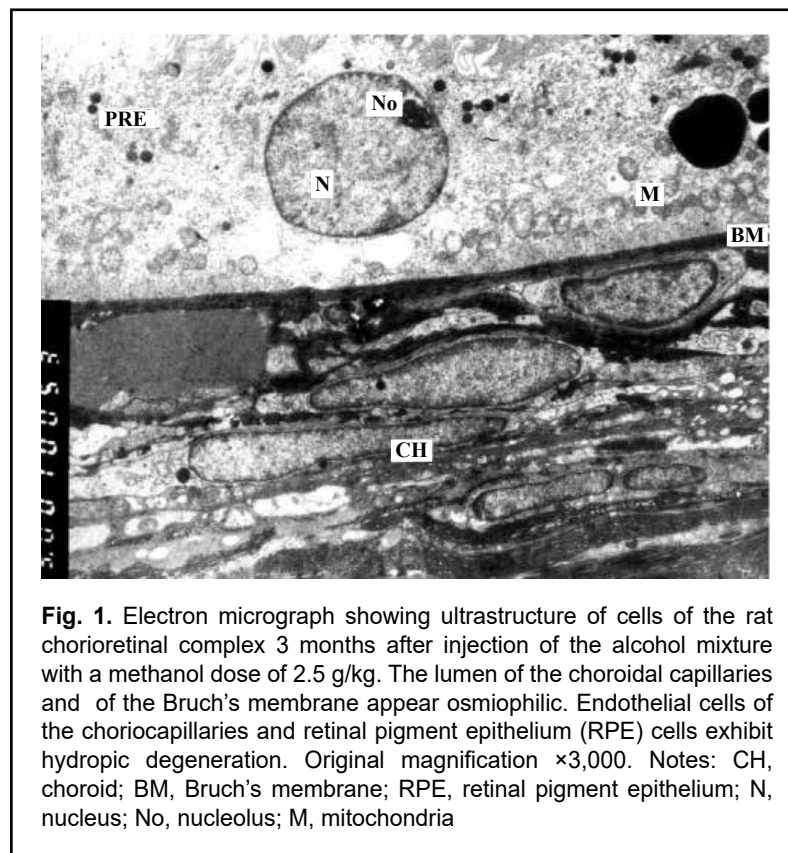 No
PRE
N
M
BM
CH
Fig. 1. Electron micrograph showing ultrastructure of cells of the rat
chorioretinal complex 3 months after injection of the alcohol mixture
with a methanol dose of 2.5 g/kg. The lumen of the choroidal capillaries
and of the Bruch’s membrane appear osmiophilic. Endothelial cells of
the choriocapillaries and retinal pigment epithelium (RPE) cells exhibit
hydropic degeneration. Original magnification ×3,000. Notes: CH,
choroid; BM, Bruch’s membrane; RPE, retinal pigment epithelium; N,
nucleus; No, nucleolus; M, mitochondria